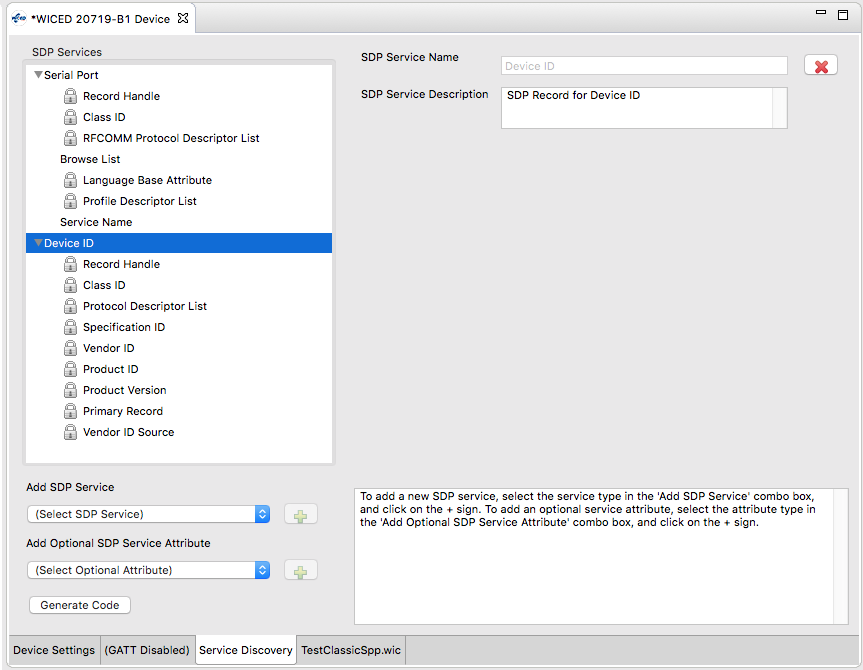 *WICED 20719-B1 Device
SDP Services
Serial Port
Record Handle
Class ID
RFCOMM Protocol Descriptor List
Browse List
Language Base Attribute
Profile Descriptor List
Service Name
Device ID
Record Handle
Class ID
Protocol Descriptor List
Specification ID
Vendor ID
Product ID
Product Version
Primary Record
Vendor ID Source
SDP Service Name
Device ID
SDP Service Description
SDP Record for Device ID
Add SDP Service
(Select SDP Service)
Add Optional SDP Service Attribute
(Select Optional Attribute)
Generate Code
To add a new SDP service, select the service type in the 'Add SDP Service' combo box,
and click on the + sign. To add an optional service attribute, select the attribute type in
the 'Add Optional SDP Service Attribute' combo box, and click on the + sign.
Device Settings
(GATT Disabled)
Service Discovery
TestClassicSpp.wic